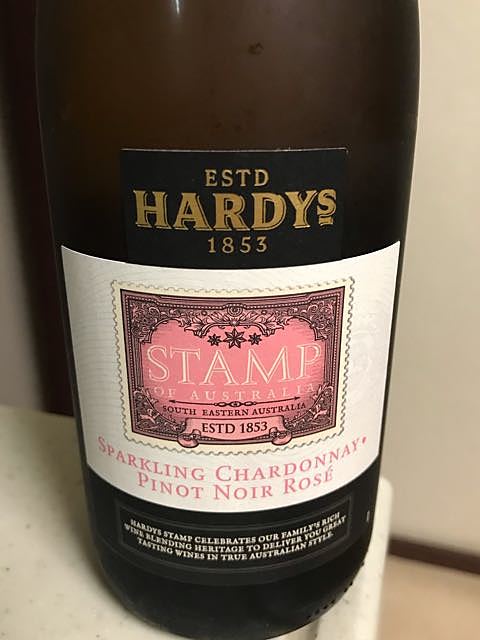 ESTD
HARDYS
1853
STAMP
OF AUSTRALIA
SOUTH EASTERN AUSTRALIA
ESTD 1853
SPARKLING CHARDONNAY•
PINOT NOIR ROSÉ
HARDYS STAMP CELEBRATES OUR FAMILY'S RICH
WINE BLENDING HERITAGE TO DELIVER YOU GREAT
TASTING WINES IN TRUE AUSTRALIAN STYLE.